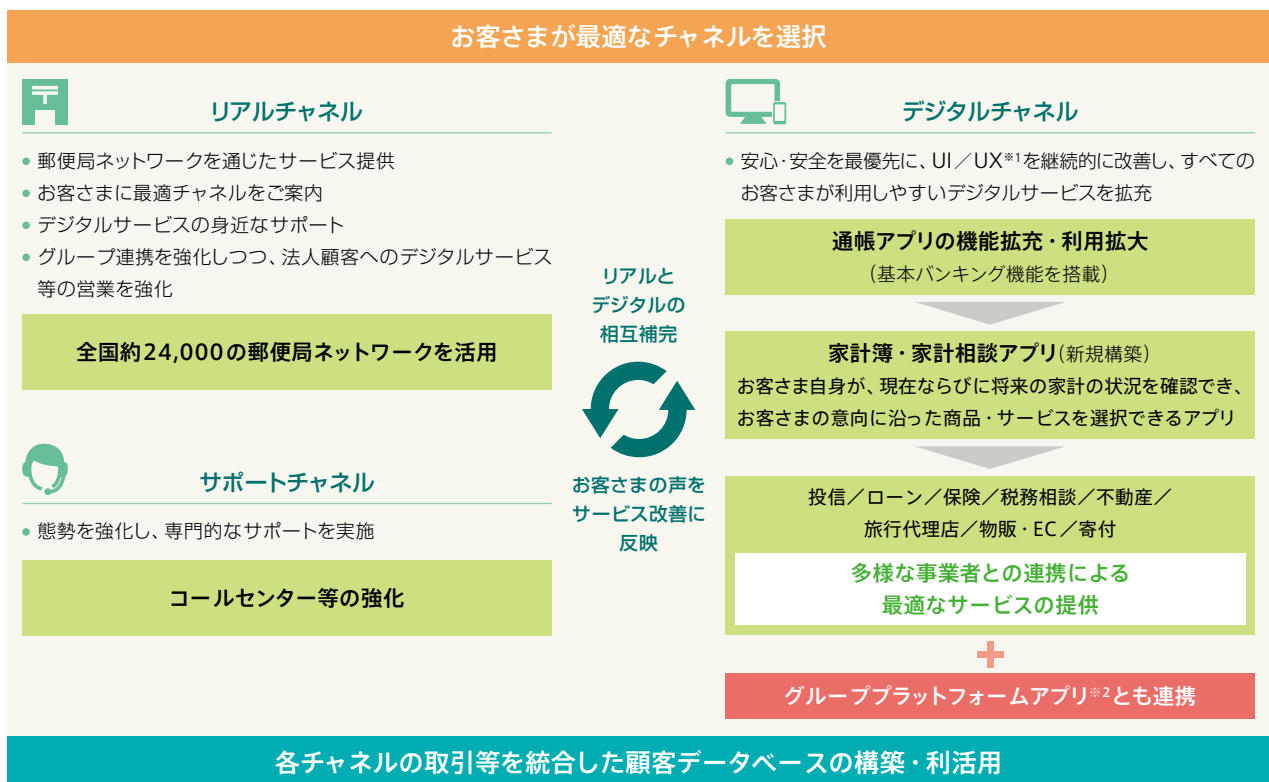 お客さまが最適なチャネルを選択
リアルチャネル
• 郵便局ネットワークを通じたサービス提供
• お客さまに最適チャネルをご案内
• デジタルサービスの身近なサポート
• グループ連携を強化しつつ、法人顧客へのデジタルサービス
等の営業を強化
全国約24,000の郵便局ネットワークを活用
サポートチャネル
• 態勢を強化し、専門的なサポートを実施
コールセンター等の強化
リアルと
デジタルの
相互補完
お客さまの声を
サービス改善に
反映
デジタルチャネル
• 安心・安全を最優先に、UI／UX※1を継続的に改善し、すべての
お客さまが利用しやすいデジタルサービスを拡充
通帳アプリの機能拡充・利用拡大
（基本バンキング機能を搭載）
家計簿・家計相談アプリ(新規構築)
お客さま自身が、現在ならびに将来の家計の状況を確認でき、
お客さまの意向に沿った商品・サービスを選択できるアプリ
投信／ローン／保険／税務相談／不動産／
旅行代理店／物販・EC／寄付
多様な事業者との連携による
最適なサービスの提供
グループプラットフォームアプリ※2とも連携
各チャネルの取引等を統合した顧客データベースの構築・利活用